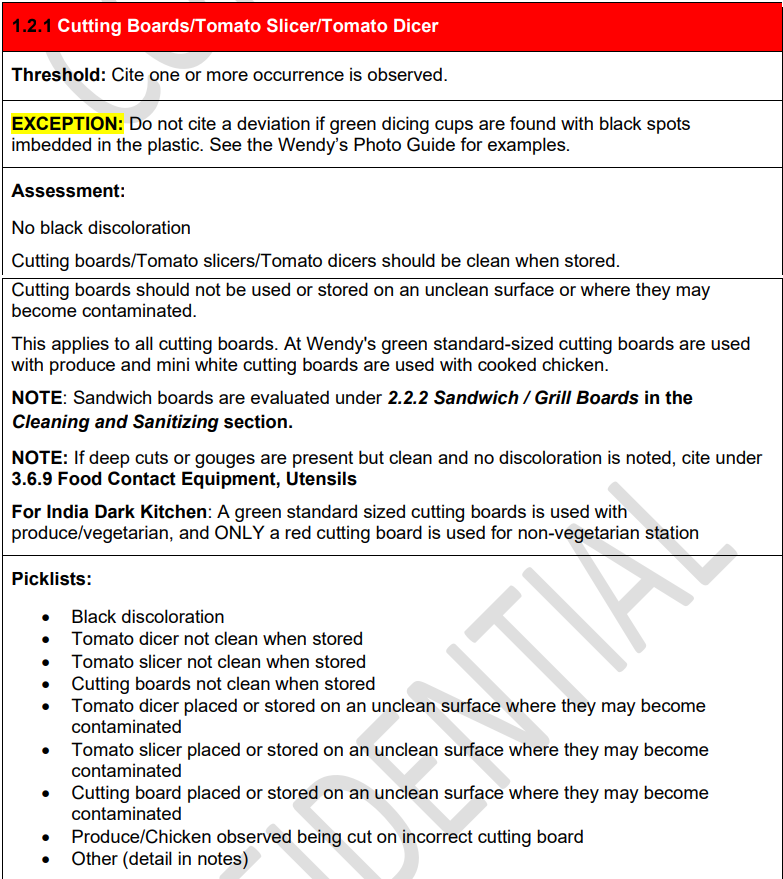 1.2.1 Cutting Boards/Tomato Slicer/Tomato Dicer
Threshold: Cite one or more occurrence is observed.
EXCEPTION: Do not cite a deviation if green dicing cups are found with black spots
imbedded in the plastic. See the Wendy’s Photo Guide for examples.
Assessment:
No black discoloration
Cutting boards/Tomato slicers/Tomato dicers should be clean when stored.
Cutting boards should not be used or stored on an unclean surface or where they may
become contaminated.
This applies to all cutting boards. At Wendy's green standard-sized cutting boards are used
with produce and mini white cutting boards are used with cooked chicken.
NOTE: Sandwich boards are evaluated under 2.2.2 Sandwich / Grill Boards in the
Cleaning and Sanitizing section.
NOTE: If deep cuts or gouges are present but clean and no discoloration is noted, cite under
3.6.9 Food Contact Equipment, Utensils
For India Dark Kitchen: A green standard sized cutting boards is used with
produce/vegetarian, and ONLY a red cutting board is used for non-vegetarian station
Picklists:
• Black discoloration
• Tomato dicer not clean when stored
• Tomato slicer not clean when stored
• Cutting boards not clean when stored
• Tomato dicer placed or stored on an unclean surface where they may become
contaminated
• Tomato slicer placed or stored on an unclean surface where they may become
contaminated
• Cutting board placed or stored on an unclean surface where they may become
contaminated
• Produce/Chicken observed being cut on incorrect cutting board
• Other (detail in notes)
FIDENTIAL